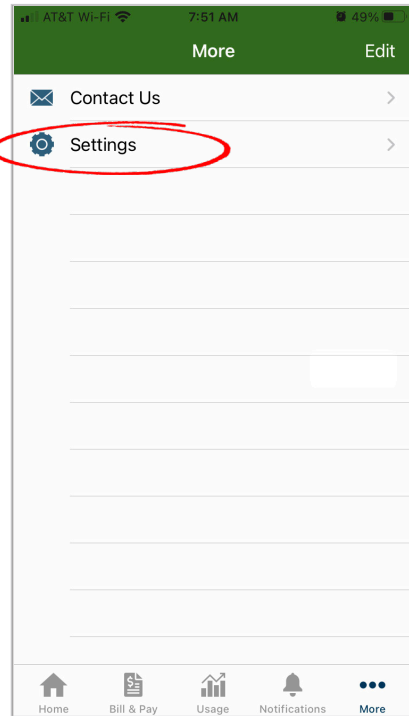 AT&T Wi-Fi 7:51 AM 49%
More Edit
Contact Us
Settings
Home Bill & Pay Usage Notifications More